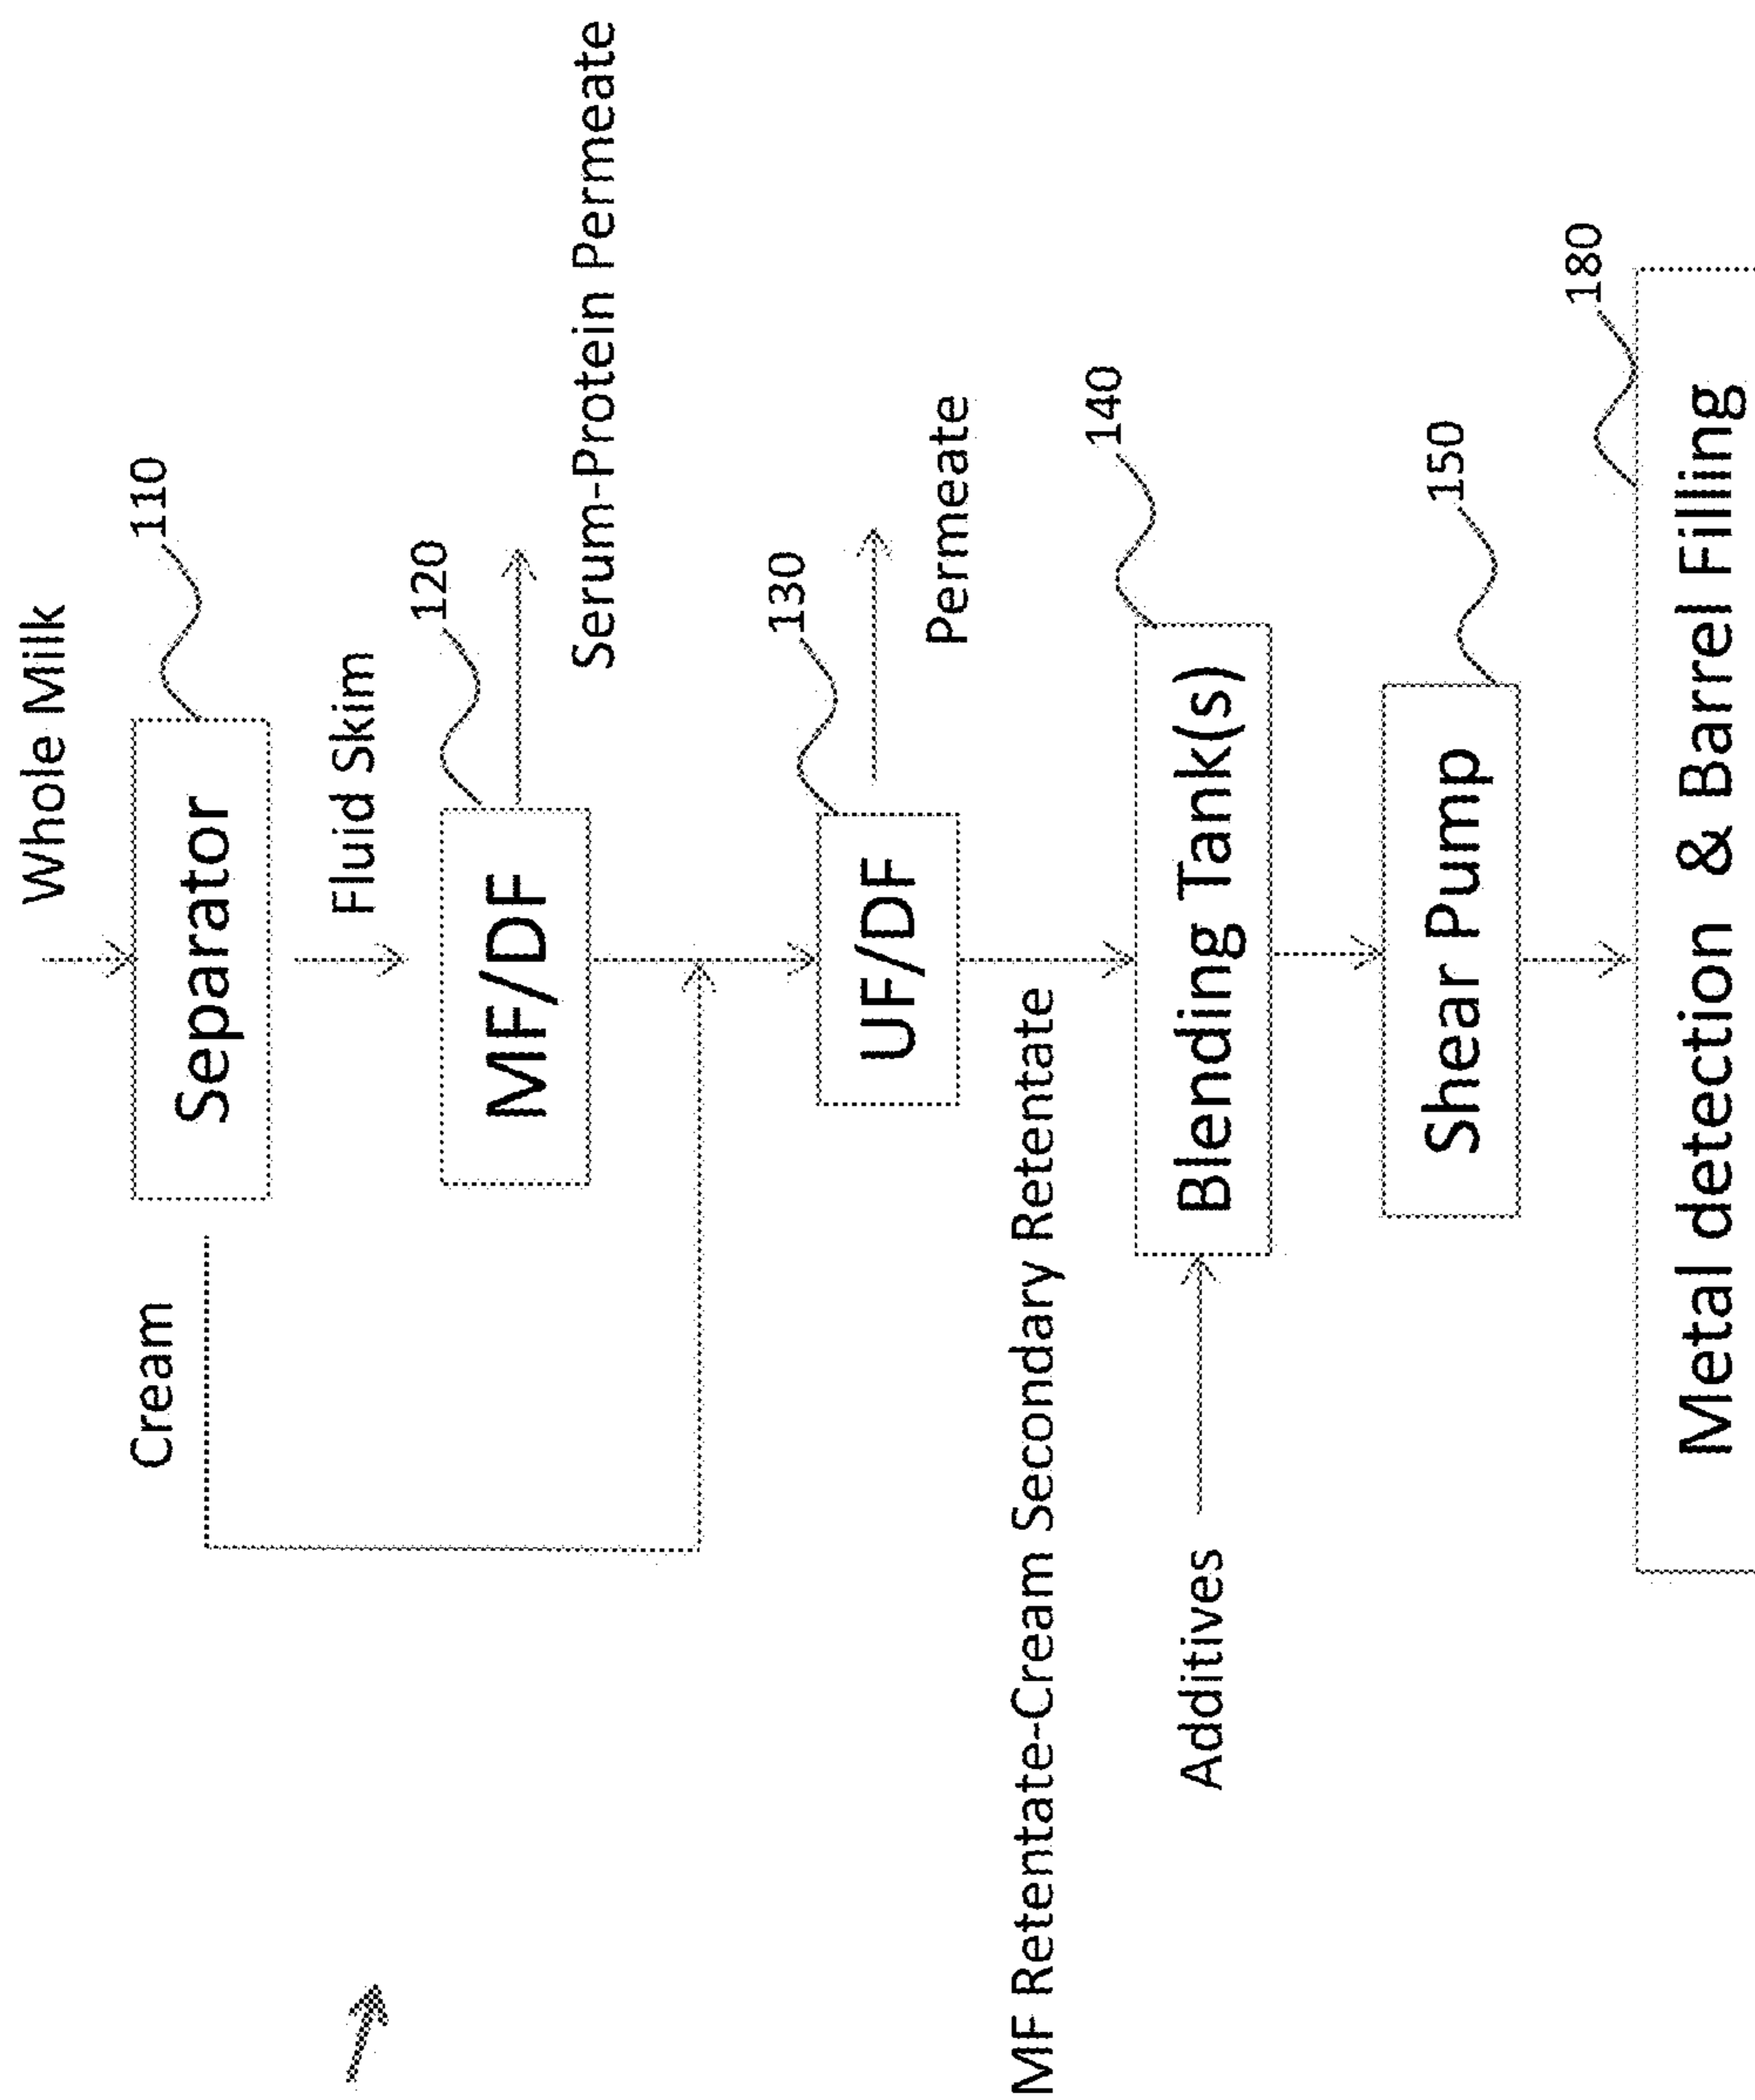 Whole Milk
Cream
110
Separator
Fluid Skim
120
MF/DF
Serum-Protein Permeate
130
UF/DF
Permeate
MF Retentate-Cream Secondary Retentate
140
Additives
Blending Tank(s)
150
Shear Pump
180
Metal detection & Barrel Filling